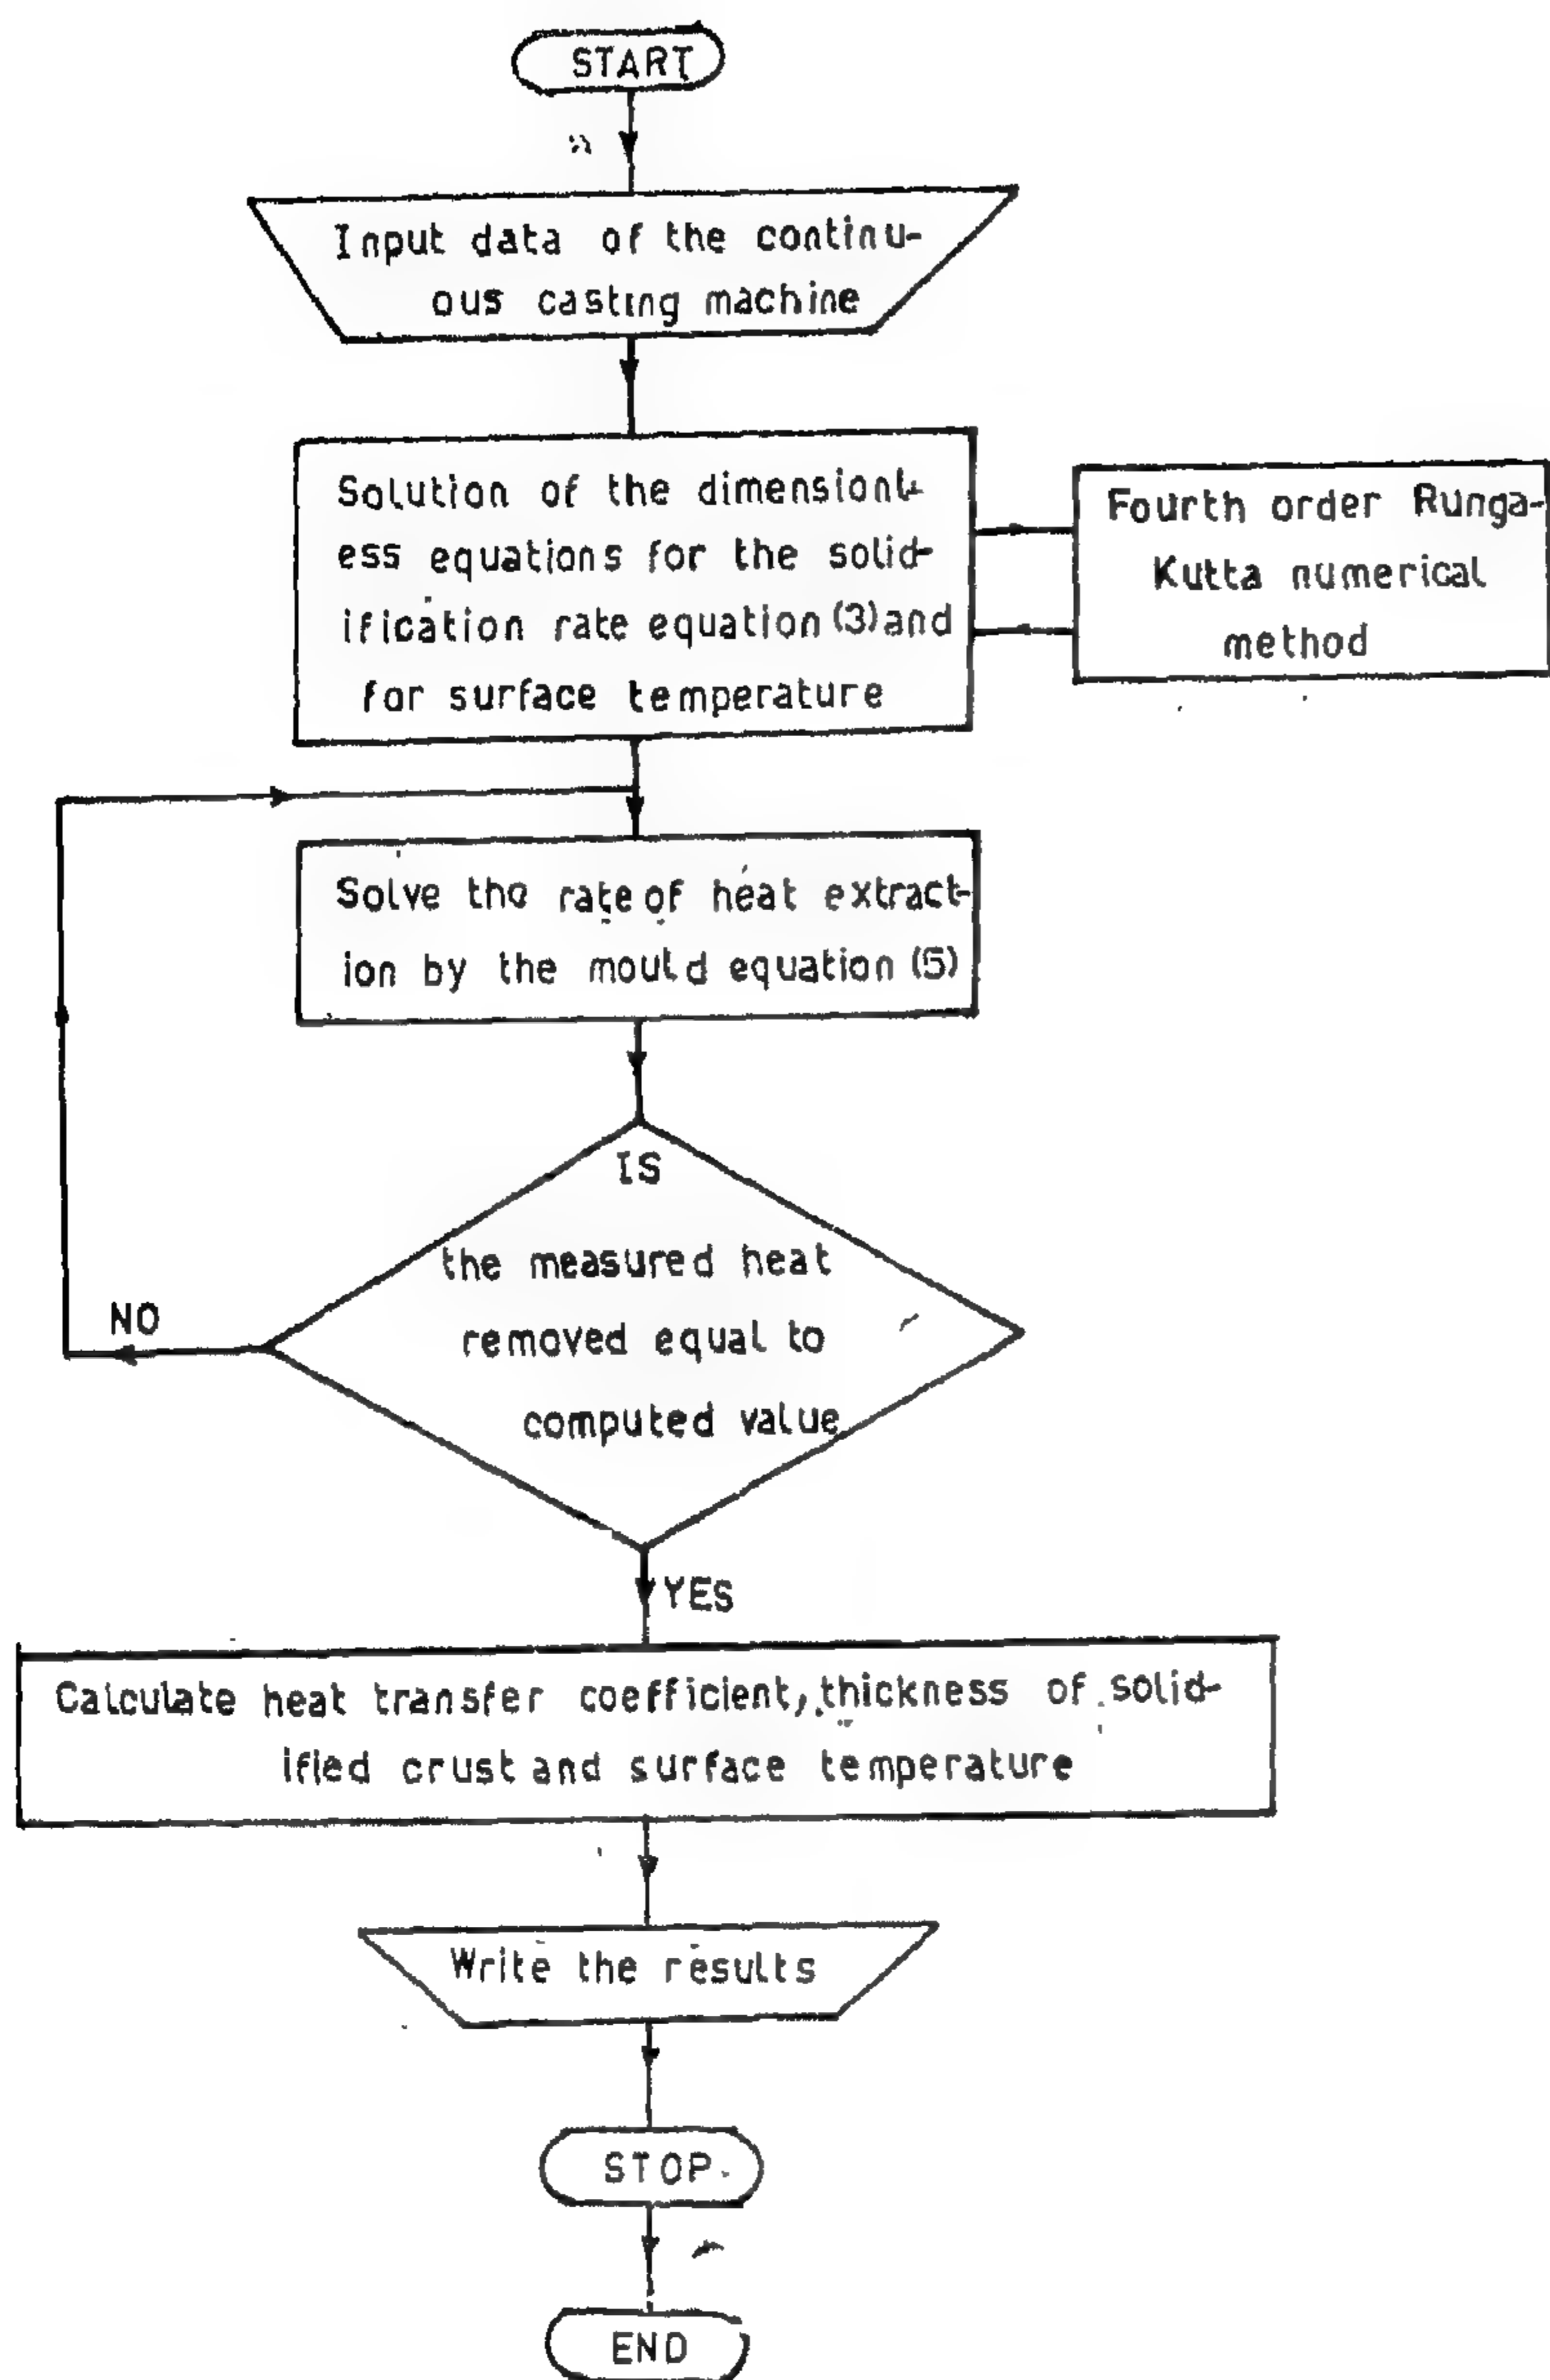 START
Input data of the continu-
ous casting machine
Solution of the dimensionl-
ess equations for the solid-
ification rate equation (3) and
for surface temperature
Fourth order Runga-
Kutta numerical
method
Solve the rate of heat extract-
ion by the mould equation (5)
IS
the measured heat
removed equal to
computed value
NO
YES
Calculate heat transfer coefficient, thickness of solid-
ified crust and surface temperature
Write the results
STOP
END